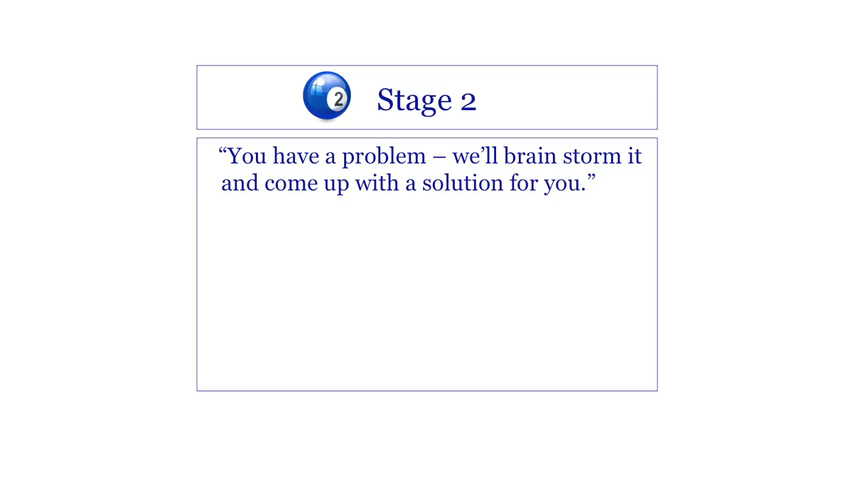 2
Stage 2
“You have a problem – we’ll brain storm it
and come up with a solution for you.”